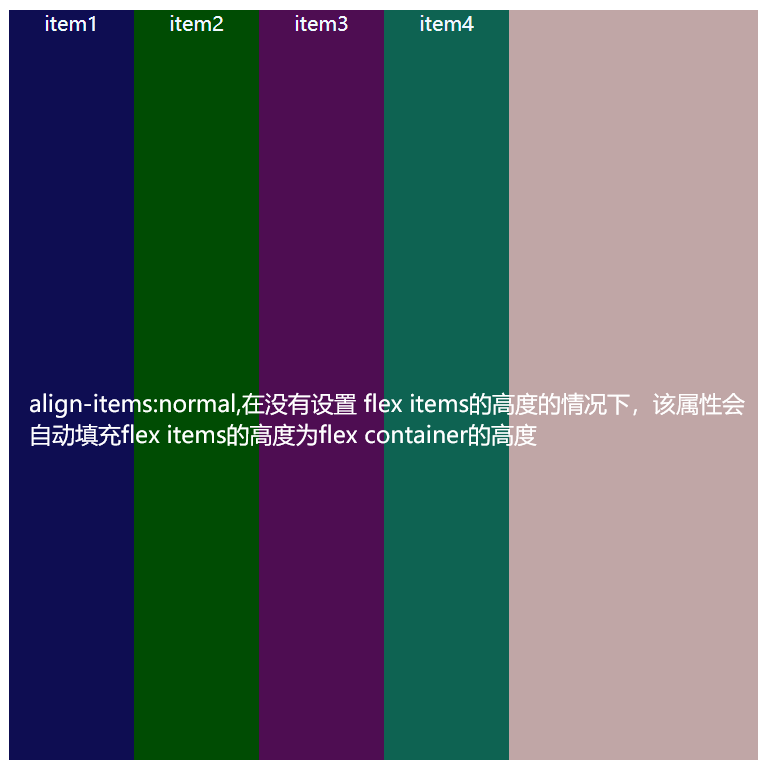 item1 item2 item3 item4
align-items:normal,在没有设置 flex items的高度的情况下，该属性会
自动填充flex items的高度为flex container的高度